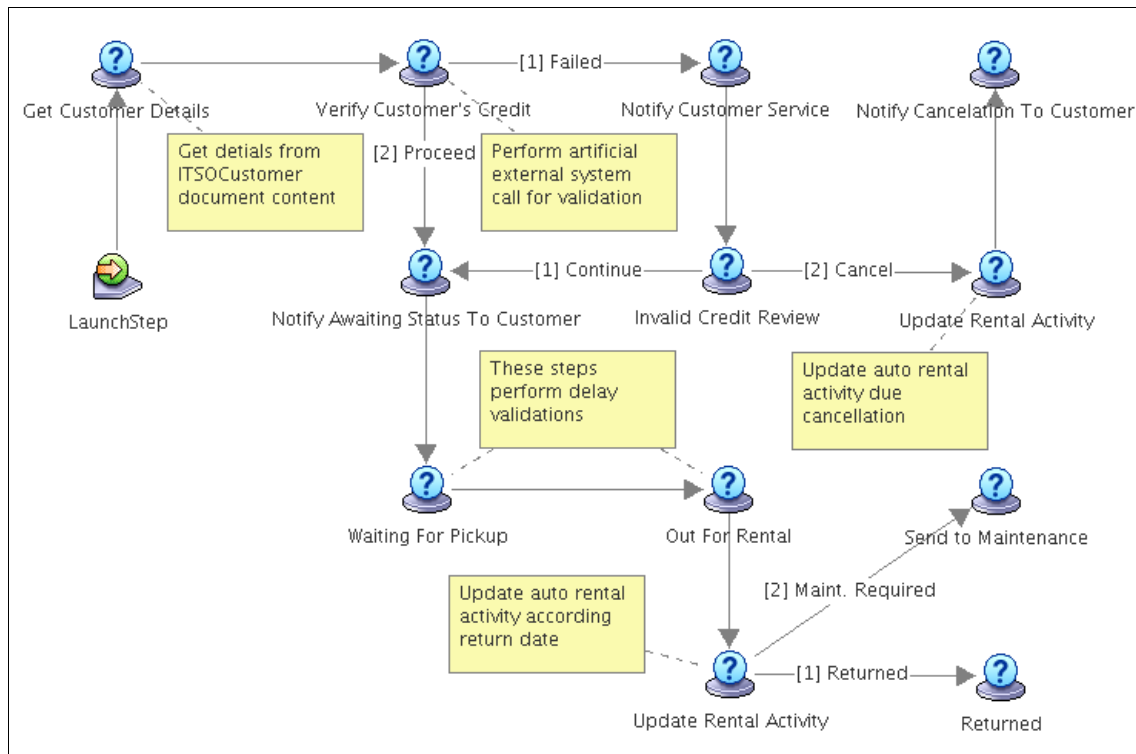 [1] Failed
Get Customer Details
Verify Customer's Credit
Notify Customer Service
Notify Cancelation To Customer
Get detials from
ITSOCustomer
document content
[2] Proceed
Perform artificial
external system
call for validation
[1] Continue
[2] Cancel
LaunchStep
Notify Awaiting Status To Customer
Invalid Credit Review
Update Rental Activity
These steps
perform delay
validations
Update auto rental
activity due
cancellation
Waiting For Pickup
Out For Rental
Send to Maintenance
Update auto rental
activity according
return date
[2] Maint. Required
[1] Returned
Update Rental Activity
Returned